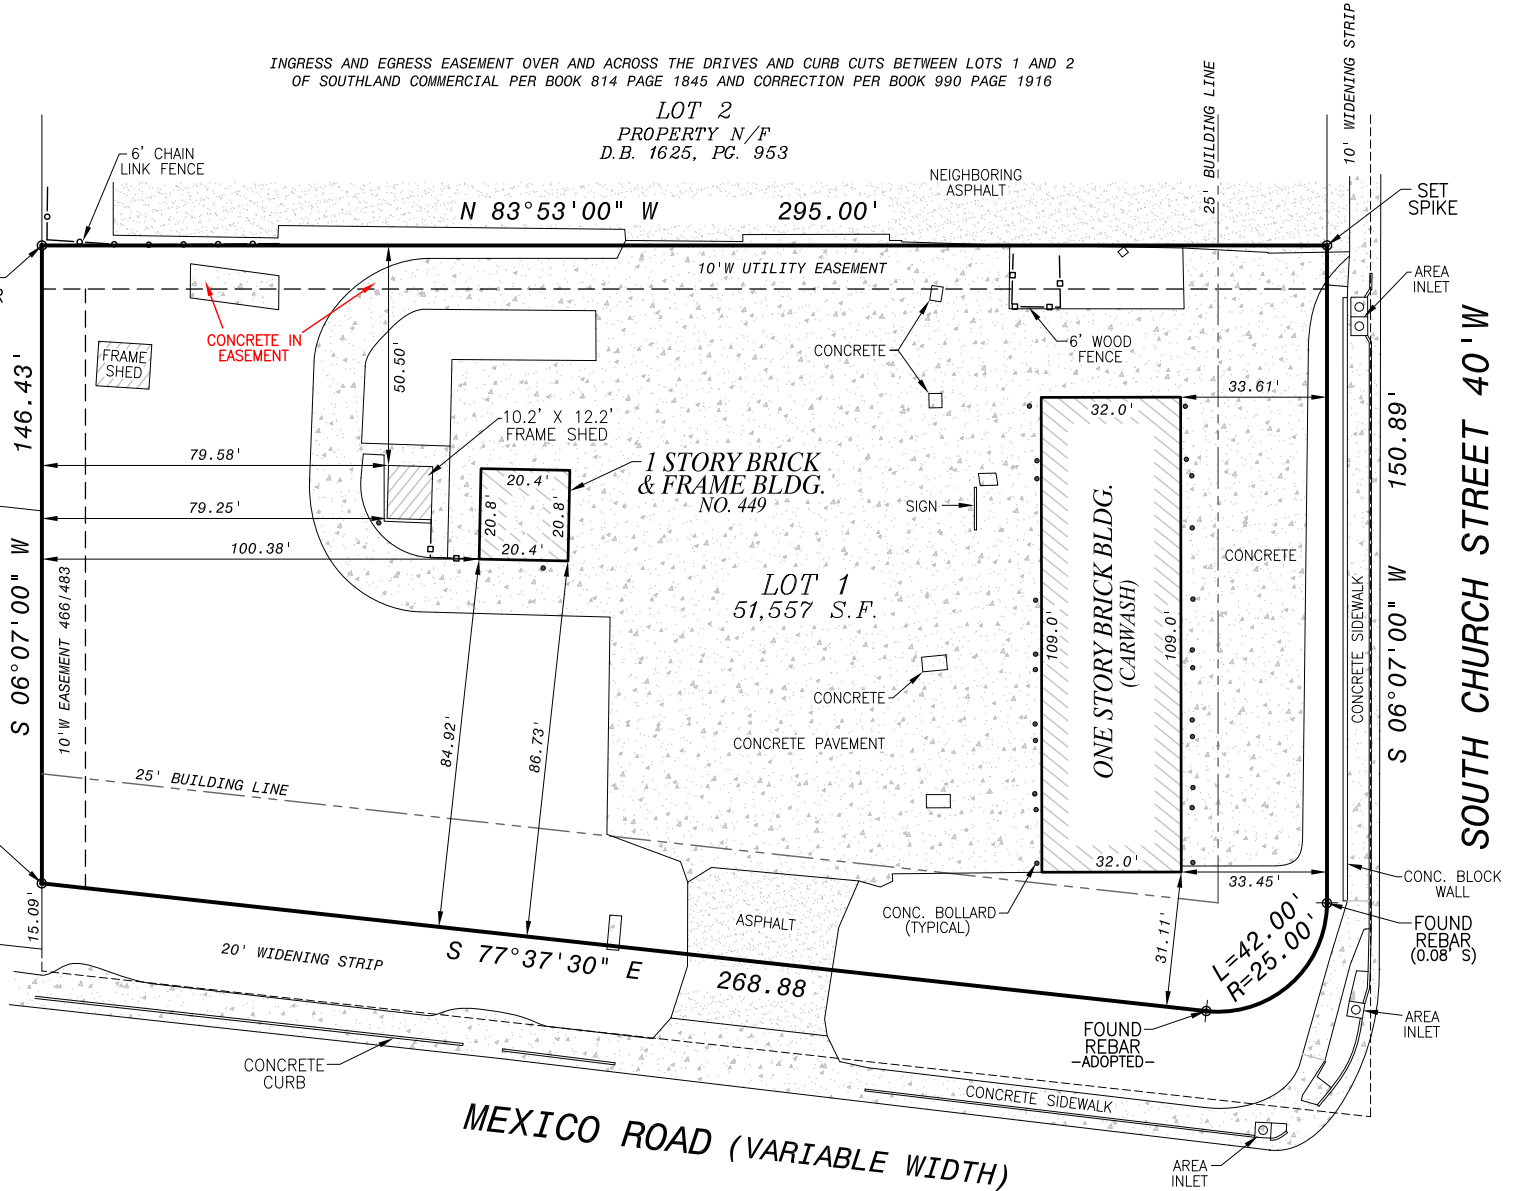 INGRESS AND EGRESS EASEMENT OVER AND ACROSS THE DRIVES AND CURB CUTS BETWEEN LOTS 1 AND 2
OF SOUTHLAND COMMERCIAL PER BOOK 814 PAGE 1845 AND CORRECTION PER BOOK 990 PAGE 1916
LOT 2
PROPERTY N/F
D.B. 1625, PG. 953
25' BUILDING LINE
10' WIDENING STRIP
6' CHAIN
LINK FENCE
NEIGHBORING
ASPHALT
N 83°53'00" W 295.00'
SET
SPIKE
10'W UTILITY EASEMENT
AREA
INLET
CONCRETE IN
EASEMENT
FRAME
SHED
50.50'
CONCRETE
6' WOOD
FENCE
33.61'
32.0'
10.2' X 12.2'
FRAME SHED
79.58'
79.25'
100.38'
1 STORY BRICK
& FRAME BLDG.
NO. 449
20.4'
20.8'
20.8'
20.4'
SIGN
ONE STORY BRICK BLDG.
(CARWASH)
109.0'
109.0'
CONCRETE
CONCRETE SIDEWALK
150.89'
S 06°07'00" W
SOUTH CHURCH STREET 40'W
146.43'
S 06°07'00" W
10'W EASEMENT 466/483
LOT 1
51,557 S.F.
CONCRETE
CONCRETE PAVEMENT
84.92'
86.73'
25' BUILDING LINE
32.0'
33.45'
CONC. BLOCK
WALL
15.09'
CONC. BOLLARD
(TYPICAL)
ASPHALT
31.11'
L=42.00'
R=25.00'
FOUND
REBAR
(0.08' S)
20' WIDENING STRIP
S 77°37'30" E
268.88
FOUND
REBAR
-ADOPTED-
AREA
INLET
CONCRETE
CURB
CONCRETE SIDEWALK
MEXICO ROAD (VARIABLE WIDTH)
AREA
INLET